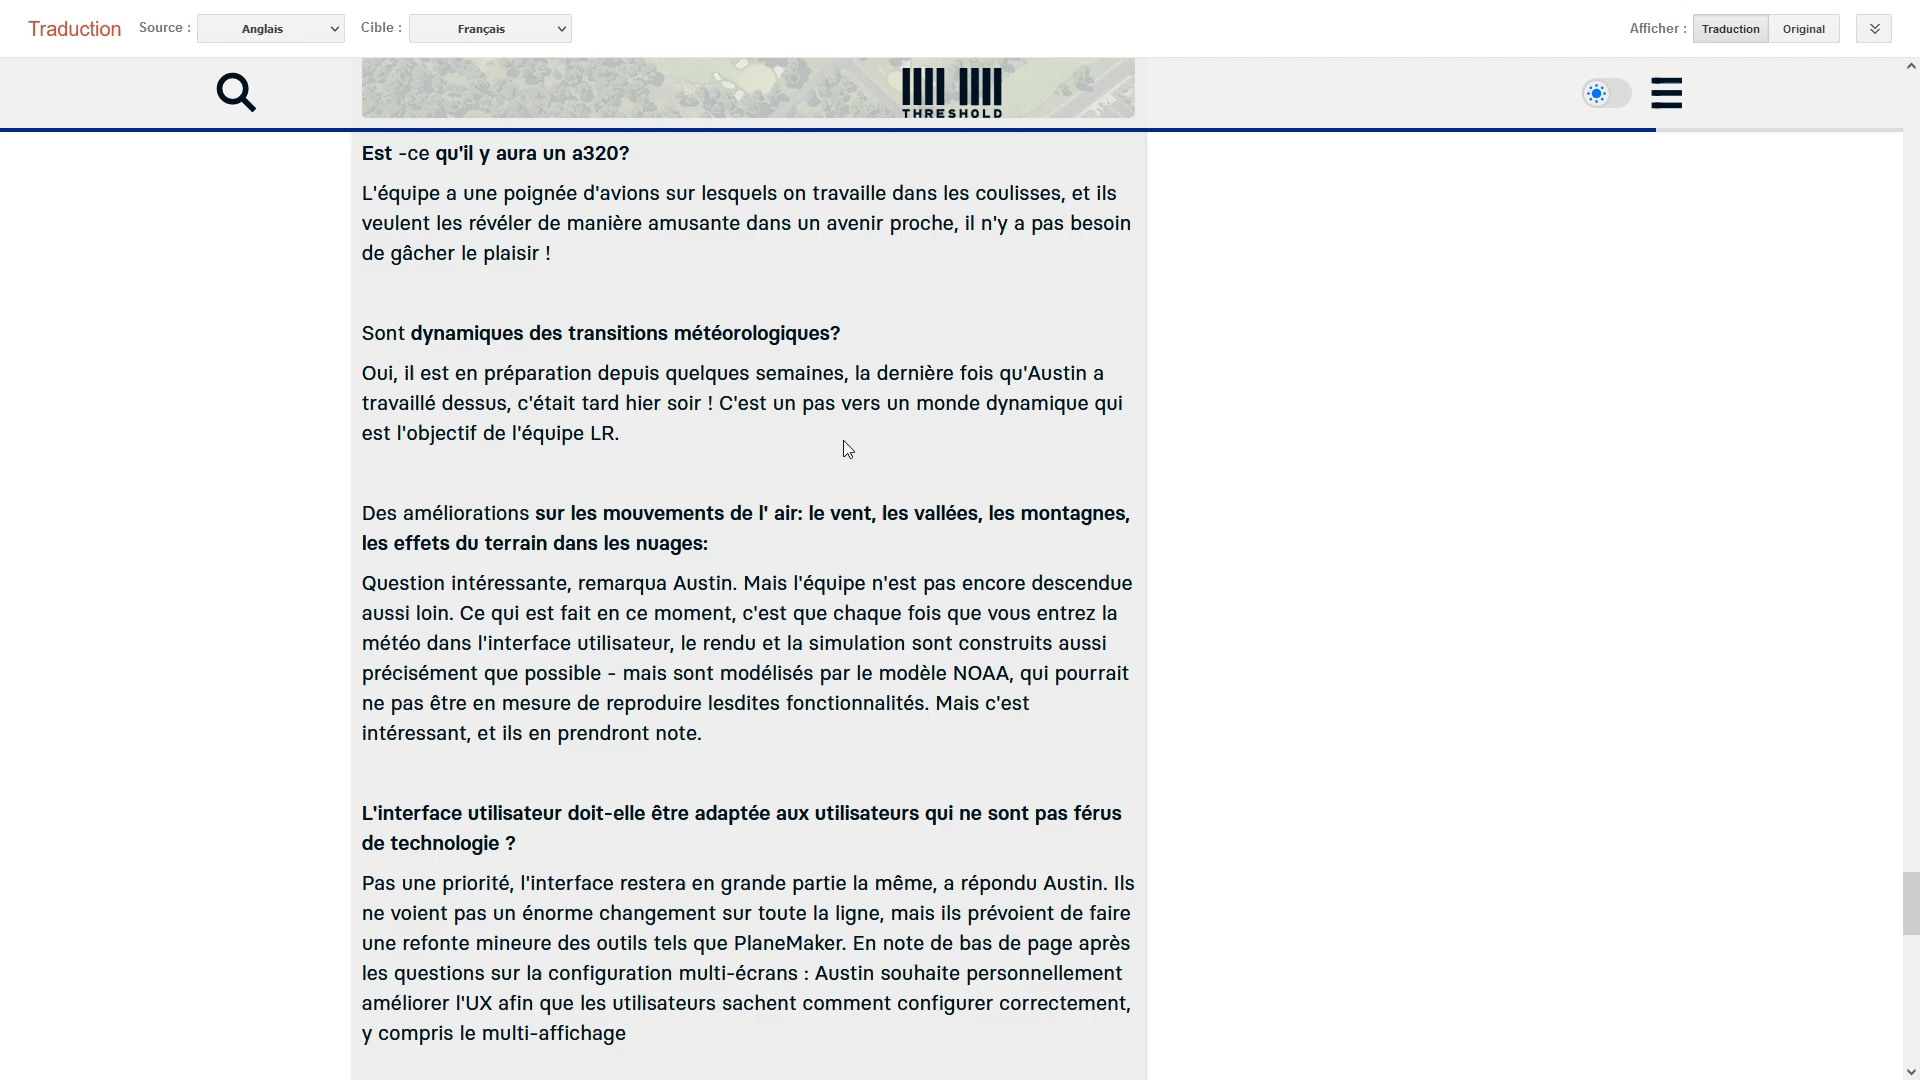 Traduction Source : Anglais Cible : Français Afficher : Traduction Original
THRESHOLD
Est -ce qu'il y aura un a320?
L'équipe a une poignée d'avions sur lesquels on travaille dans les coulisses, et ils
veulent les révéler de manière amusante dans un avenir proche, il n'y a pas besoin
de gâcher le plaisir !
Sont dynamiques des transitions météorologiques?
Oui, il est en préparation depuis quelques semaines, la dernière fois qu'Austin a
travaillé dessus, c'était tard hier soir ! C'est un pas vers un monde dynamique qui
est l'objectif de l'équipe LR.
Des améliorations sur les mouvements de l' air: le vent, les vallées, les montagnes,
les effets du terrain dans les nuages:
Question intéressante, remarqua Austin. Mais l'équipe n'est pas encore descendue
aussi loin. Ce qui est fait en ce moment, c'est que chaque fois que vous entrez la
météo dans l'interface utilisateur, le rendu et la simulation sont construits aussi
précisément que possible - mais sont modélisés par le modèle NOAA, qui pourrait
ne pas être en mesure de reproduire lesdites fonctionnalités. Mais c'est
intéressant, et ils en prendront note.
L'interface utilisateur doit-elle être adaptée aux utilisateurs qui ne sont pas férus
de technologie ?
Pas une priorité, l'interface restera en grande partie la même, a répondu Austin. Ils
ne voient pas un énorme changement sur toute la ligne, mais ils prévoient de faire
une refonte mineure des outils tels que PlaneMaker. En note de bas de page après
les questions sur la configuration multi-écrans : Austin souhaite personnellement
améliorer l'UX afin que les utilisateurs sachent comment configurer correctement,
y compris le multi-affichage